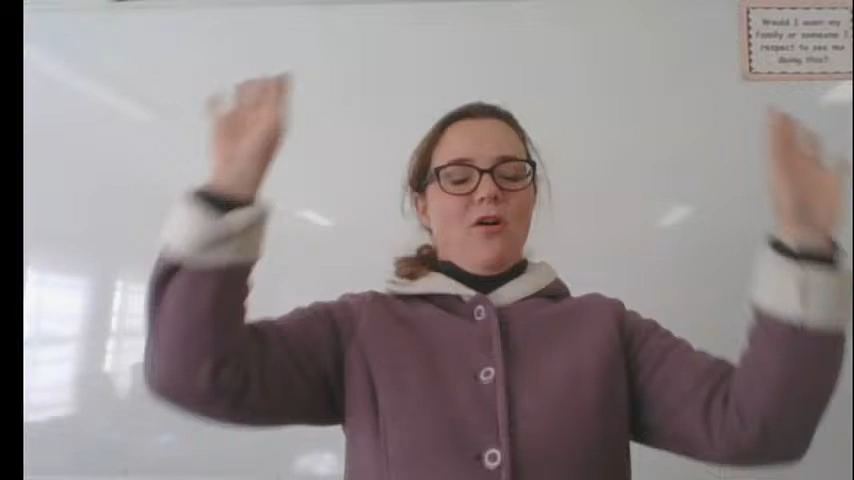 Would I want my
family or someone I
respect to see me
doing this?